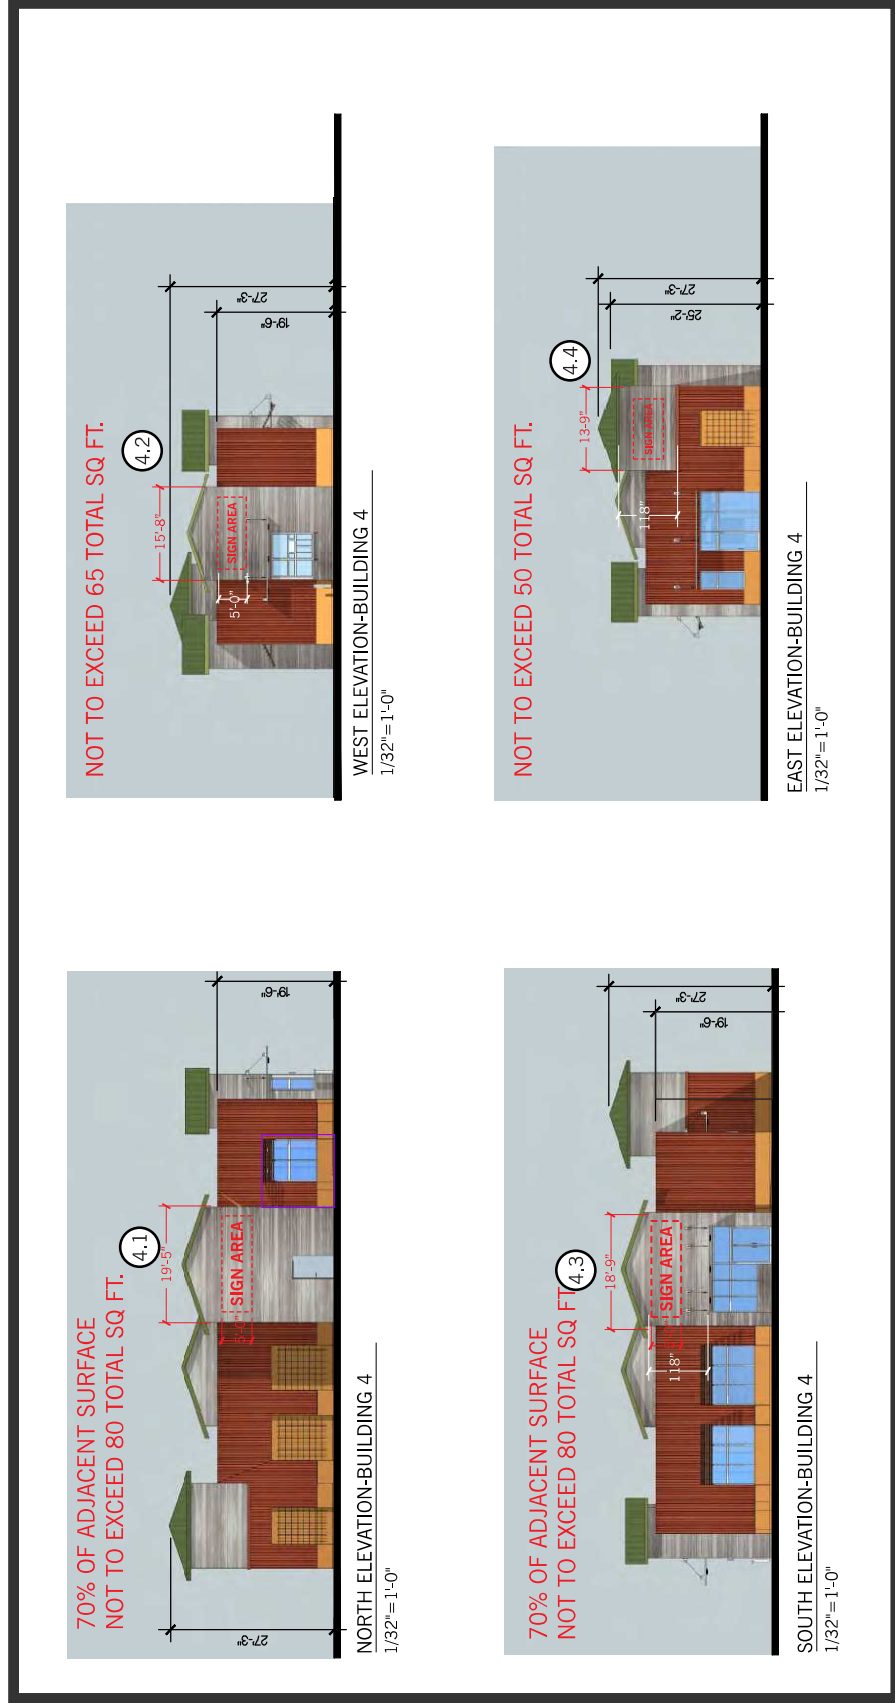 70% OF ADJACENT SURFACE
NOT TO EXCEED 80 TOTAL SQ FT.
4.1
19'-5"
SIGN AREA
5'-0"
27'-3"
19'-6"
NORTH ELEVATION-BUILDING 4
1/32"=1'-0"
NOT TO EXCEED 65 TOTAL SQ FT.
4.2
15'-8"
SIGN AREA
5'-0"
27'-3"
19'-6"
WEST ELEVATION-BUILDING 4
1/32"=1'-0"
70% OF ADJACENT SURFACE
NOT TO EXCEED 80 TOTAL SQ FT.
4.3
18'-9"
SIGN AREA
118"
27'-3"
19'-6"
SOUTH ELEVATION-BUILDING 4
1/32"=1'-0"
NOT TO EXCEED 50 TOTAL SQ FT.
4.4
13-9"
SIGN AREA
118"
27'-3"
25'-2"
EAST ELEVATION-BUILDING 4
1/32"=1'-0"